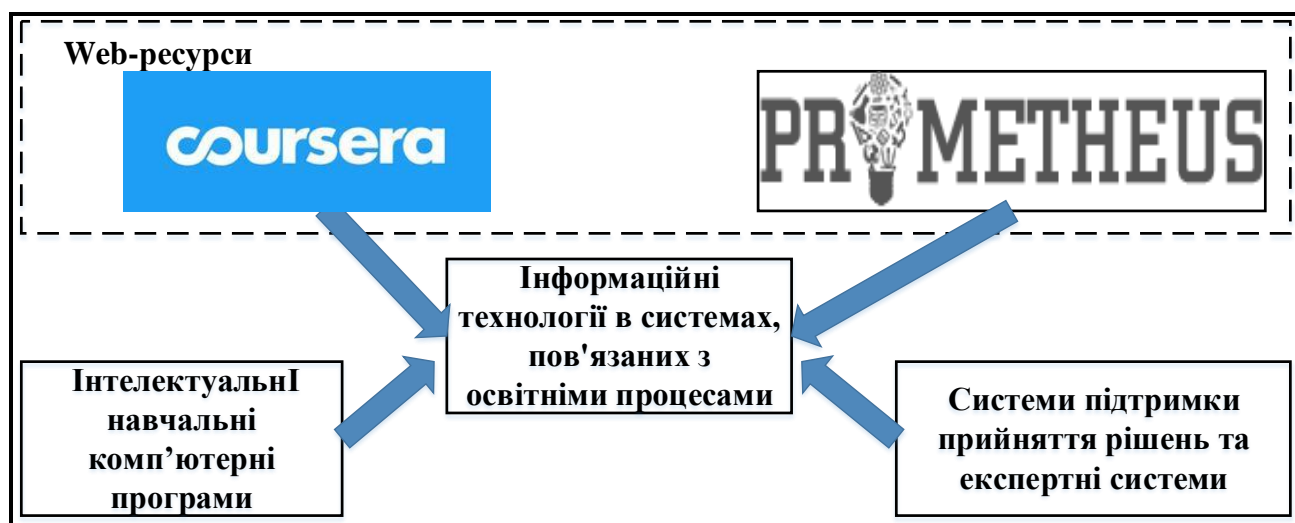 Web-ресурси
coursera
PROMETHEUS
Інформаційні
технології в системах,
пов'язаних з
освітніми процесами
ІнтелектуальнІ
навчальні
комп’ютерні
програми
Системи підтримки
прийняття рішень та
експертні системи